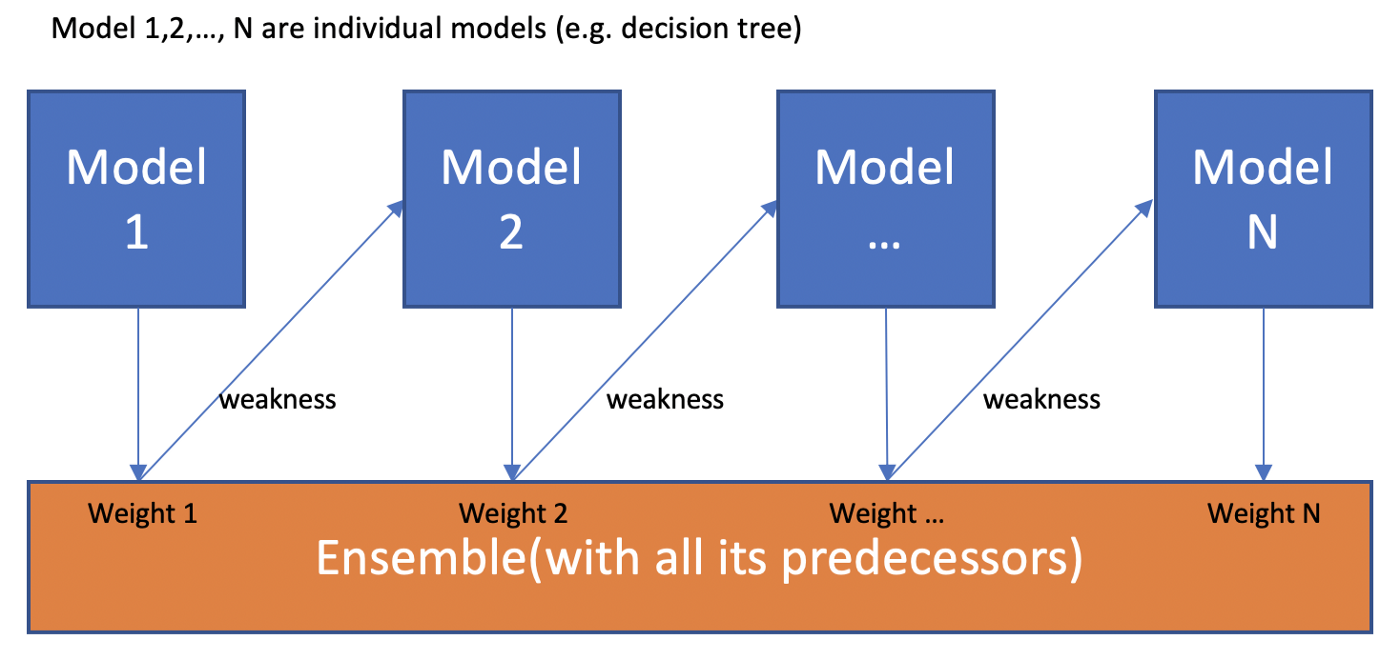 Model 1,2,…, N are individual models (e.g. decision tree)
Model
1
Model
2
Model
...
Model
N
weakness
weakness
weakness
Weight 1
Weight 2
Weight ...
Weight N
Ensemble(with all its predecessors)